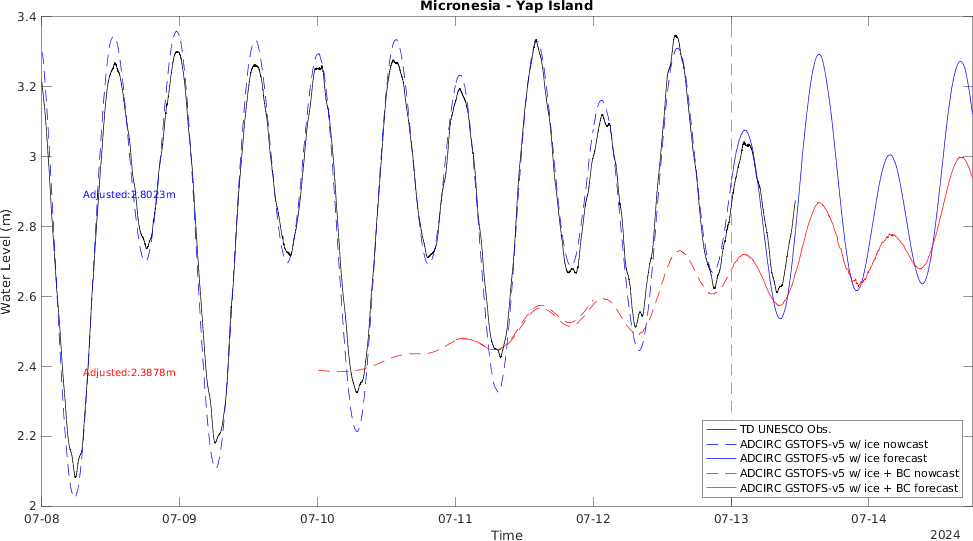 Micronesia - Yap Island
3.4
3.2
3
2.8
2.6
2.4
2.2
2
Water Level (m)
Adjusted:2.8023m
Adjusted:2.3878m
TD UNESCO Obs.
ADCIRC GSTOFS-v5 w/ ice nowcast
ADCIRC GSTOFS-v5 w/ ice forecast
ADCIRC GSTOFS-v5 w/ ice + BC nowcast
ADCIRC GSTOFS-v5 w/ ice + BC forecast
07-08
07-09
07-10
07-11
07-12
07-13
07-14
Time
2024